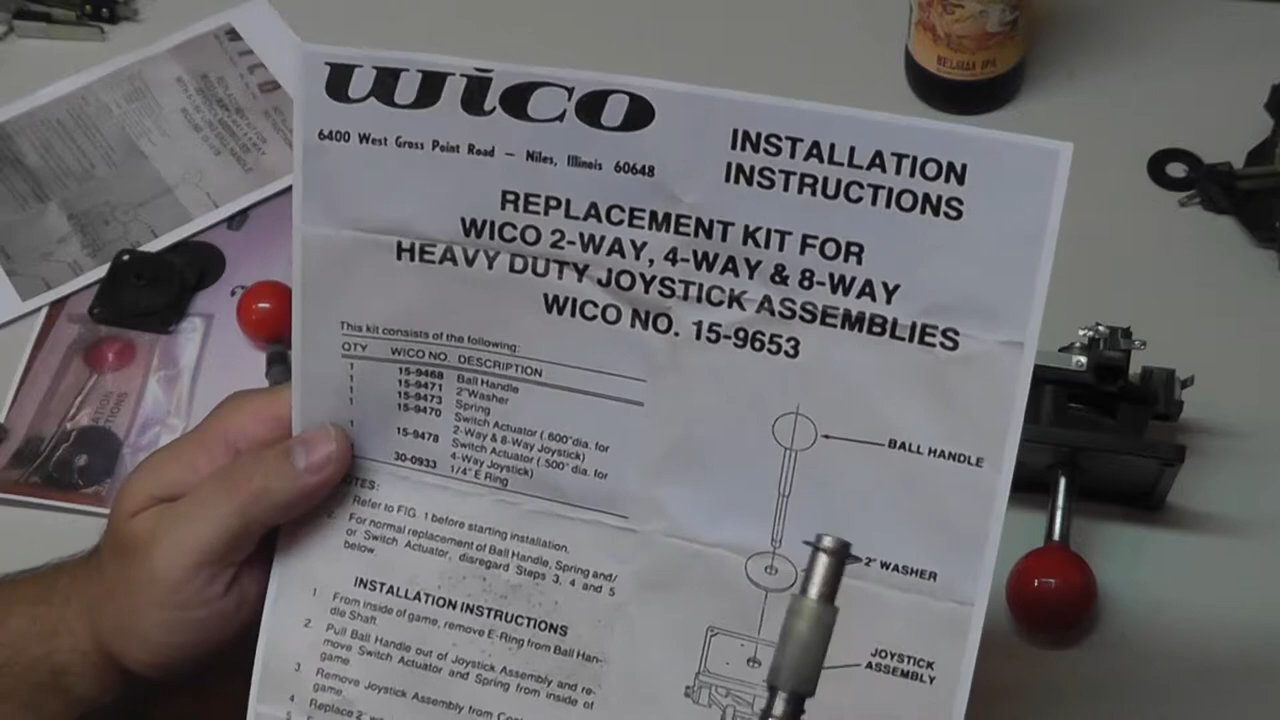 wico
6400 West Gross Point Road — Niles, Illinois 60648
INSTALLATION
INSTRUCTIONS
REPLACEMENT KIT FOR
WICO 2-WAY, 4-WAY & 8-WAY
HEAVY DUTY JOYSTICK ASSEMBLIES
WICO NO. 15-9653
This kit consists of the following:
QTY WICO NO. DESCRIPTION
1 15-9468 Ball Handle
1 15-9471 2"Washer
1 15-9473 Spring
1 15-9470 Switch Actuator (.600"dia. for
2-Way & 8-Way Joystick)
1 15-9478 Switch Actuator (.500" dia. for
4-Way Joystick)
30-0933 1/4" E Ring
OTES:
Refer to FIG. 1 before starting installation.
2. For normal replacement of Ball Handle, Spring and/
or Switch Actuator, disregard Steps 3, 4 and 5
below.
INSTALLATION INSTRUCTIONS
1. From inside of game, remove E-Ring from Ball Han-
dle Shaft.
2. Pull Ball Handle out of Joystick Assembly and re-
move Switch Actuator and Spring from inside of
game.
3. Remove Joystick Assembly from
game.
4. Replace 2"
5.
BALL HANDLE
2" WASHER
JOYSTICK
ASSEMBLY
BELGIAN IPA
WICO